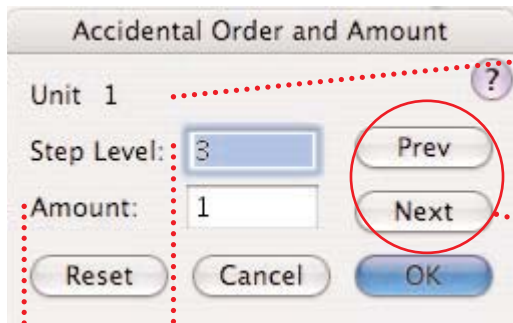 Accidental Order and Amount
Unit 1
?
Step Level: 3
Prev
Amount: 1
Next
Reset
Cancel
OK